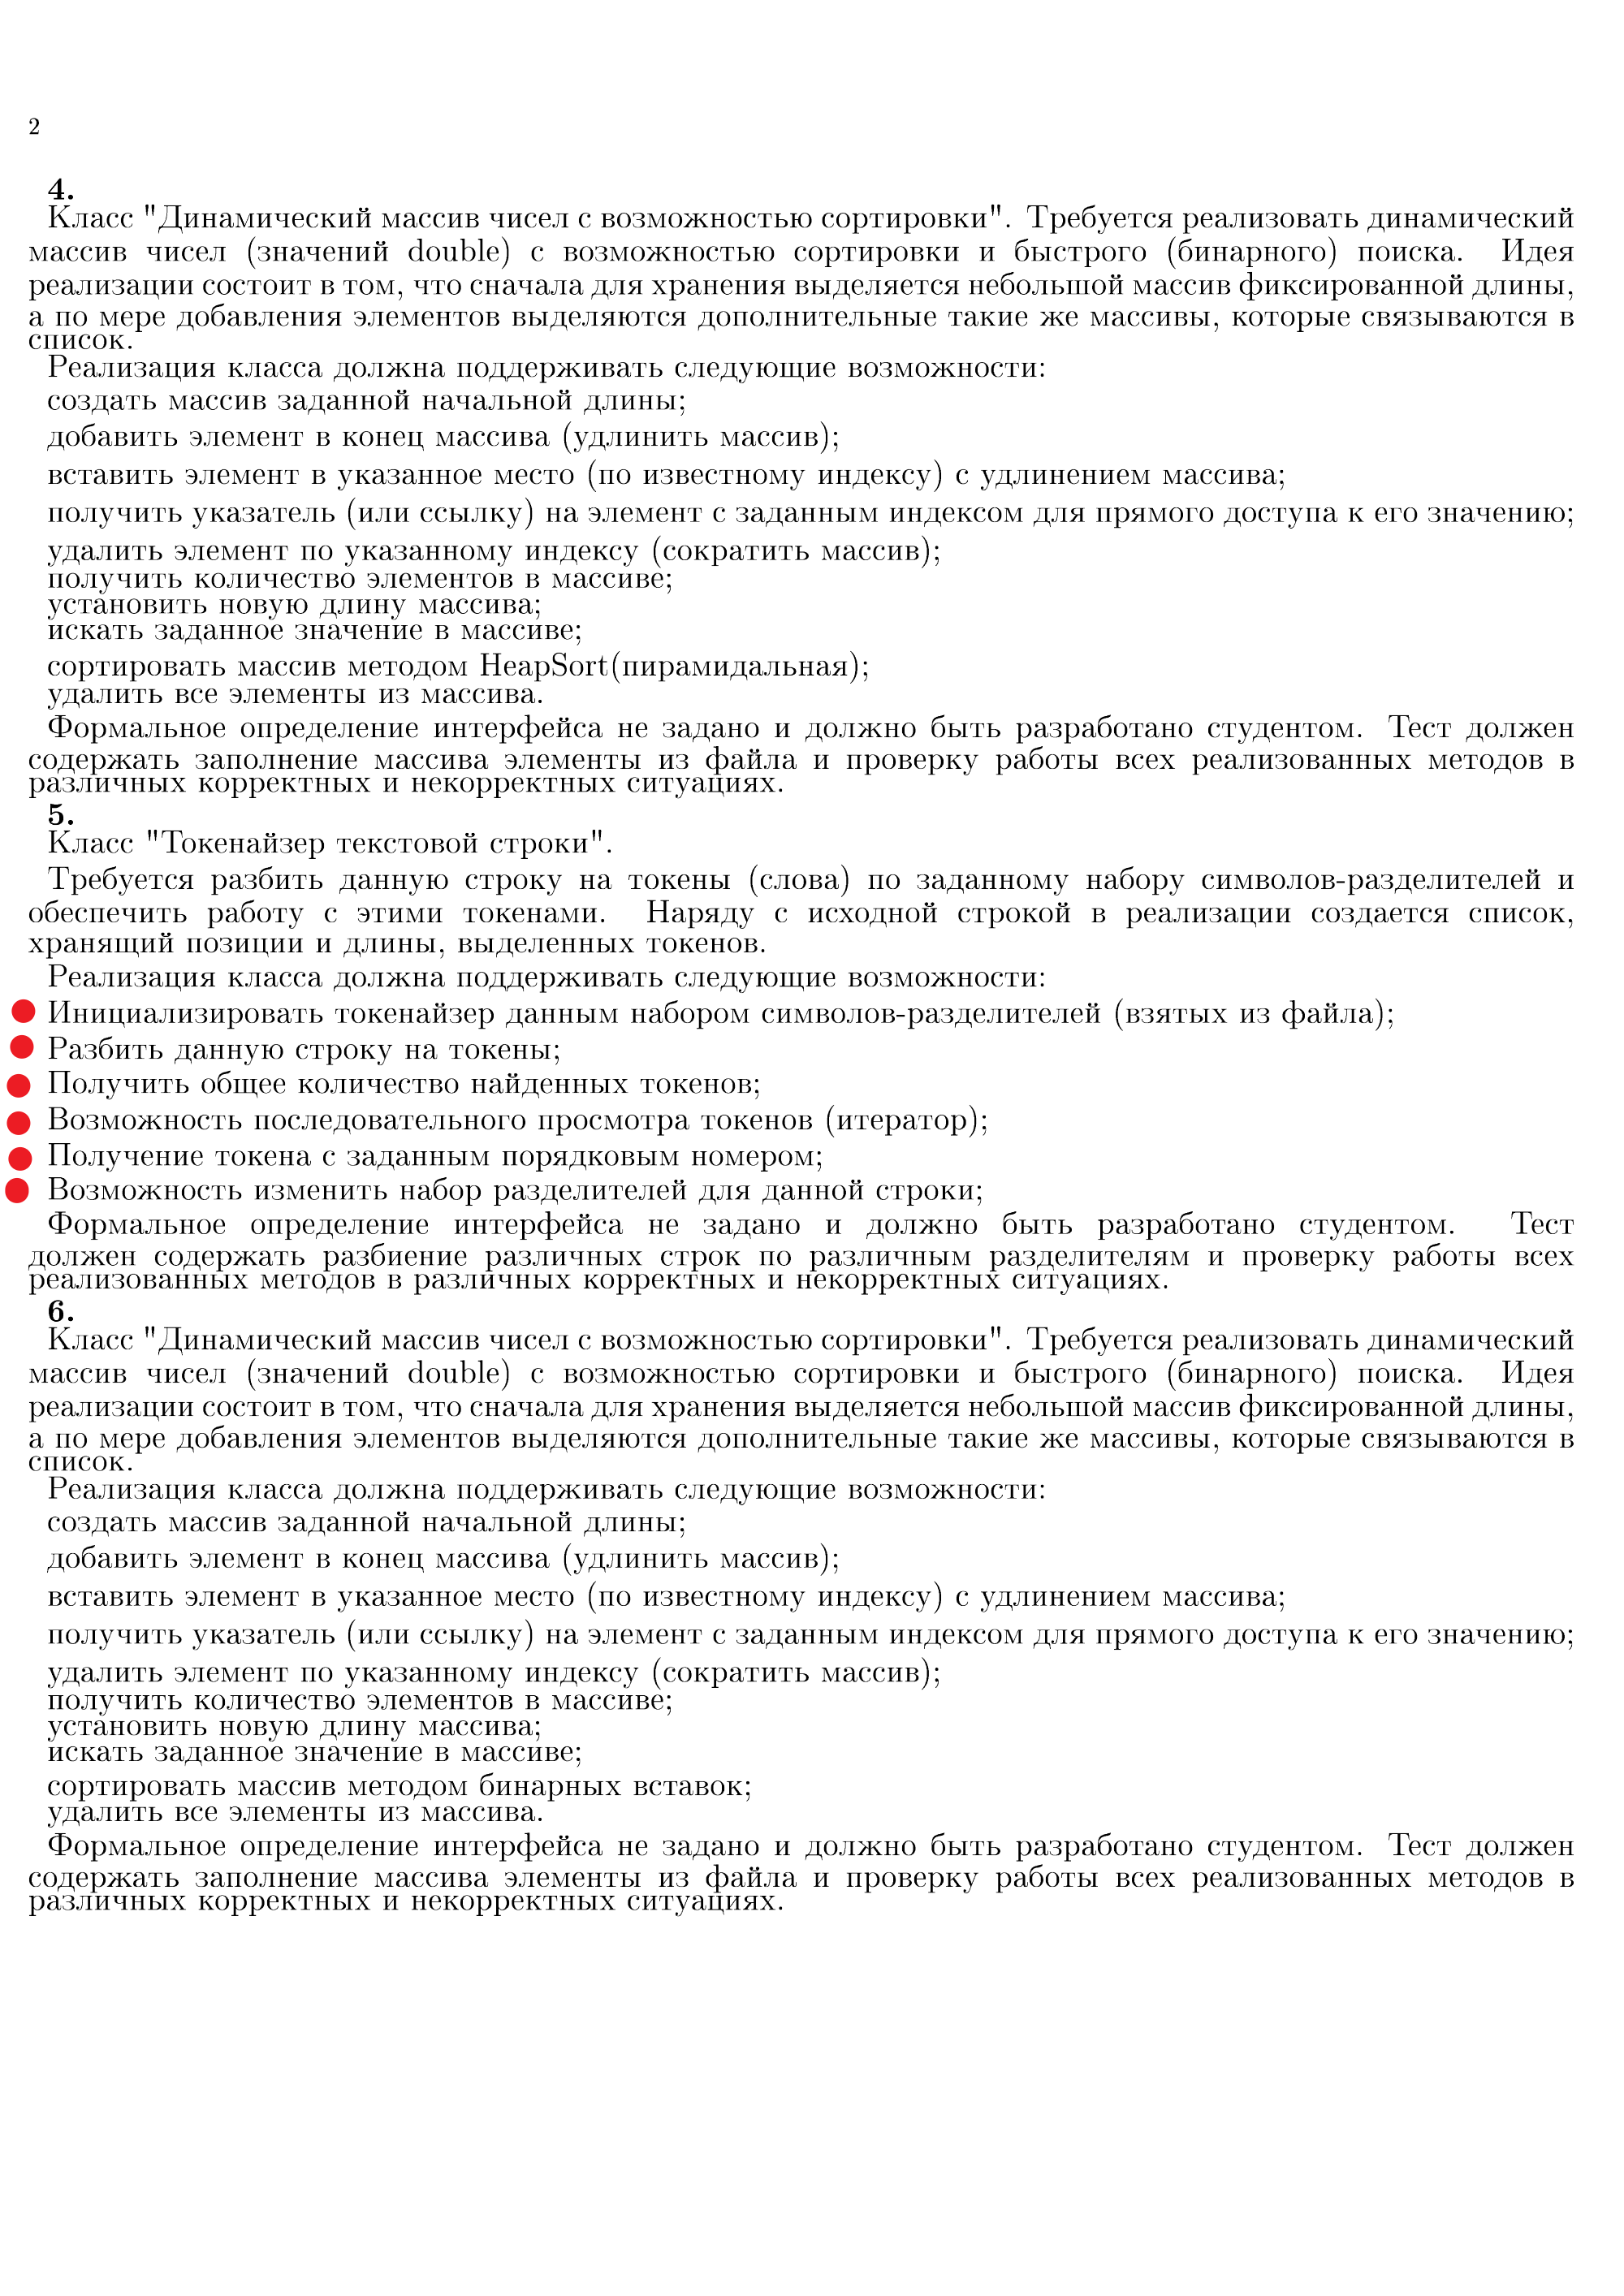 2
4.
Класс "Динамический массив чисел с возможностью сортировки". Требуется реализовать динамический
массив чисел (значений double) с возможностью сортировки и быстрого (бинарного) поиска. Идея
реализации состоит в том, что сначала для хранения выделяется небольшой массив фиксированной длины,
а по мере добавления элементов выделяются дополнительные такие же массивы, которые связываются в
список.
Реализация класса должна поддерживать следующие возможности:
создать массив заданной начальной длины;
добавить элемент в конец массива (удлинить массив);
вставить элемент в указанное место (по известному индексу) с удлинением массива;
получить указатель (или ссылку) на элемент с заданным индексом для прямого доступа к его значению;
удалить элемент по указанному индексу (сократить массив);
получить количество элементов в массиве;
установить новую длину массива;
искать заданное значение в массиве;
сортировать массив методом HeapSort(пирамидальная);
удалить все элементы из массива.
Формальное определение интерфейса не задано и должно быть разработано студентом. Тест должен
содержать заполнение массива элементы из файла и проверку работы всех реализованных методов в
различных корректных и некорректных ситуациях.
5.
Класс "Токенайзер текстовой строки".
Требуется разбить данную строку на токены (слова) по заданному набору символов-разделителей и
обеспечить работу с этими токенами. Наряду с исходной строкой в реализации создается список,
хранящий позиции и длины, выделенных токенов.
Реализация класса должна поддерживать следующие возможности:
Инициализировать токенайзер данным набором символов-разделителей (взятых из файла);
Разбить данную строку на токены;
Получить общее количество найденных токенов;
Возможность последовательного просмотра токенов (итератор);
Получение токена с заданным порядковым номером;
Возможность изменить набор разделителей для данной строки;
Формальное определение интерфейса не задано и должно быть разработано студентом. Тест
должен содержать разбиение различных строк по различным разделителям и проверку работы всех
реализованных методов в различных корректных и некорректных ситуациях.
6.
Класс "Динамический массив чисел с возможностью сортировки". Требуется реализовать динамический
массив чисел (значений double) с возможностью сортировки и быстрого (бинарного) поиска. Идея
реализации состоит в том, что сначала для хранения выделяется небольшой массив фиксированной длины,
а по мере добавления элементов выделяются дополнительные такие же массивы, которые связываются в
список.
Реализация класса должна поддерживать следующие возможности:
создать массив заданной начальной длины;
добавить элемент в конец массива (удлинить массив);
вставить элемент в указанное место (по известному индексу) с удлинением массива;
получить указатель (или ссылку) на элемент с заданным индексом для прямого доступа к его значению;
удалить элемент по указанному индексу (сократить массив);
получить количество элементов в массиве;
установить новую длину массива;
искать заданное значение в массиве;
сортировать массив методом бинарных вставок;
удалить все элементы из массива.
Формальное определение интерфейса не задано и должно быть разработано студентом. Тест должен
содержать заполнение массива элементы из файла и проверку работы всех реализованных методов в
различных корректных и некорректных ситуациях.